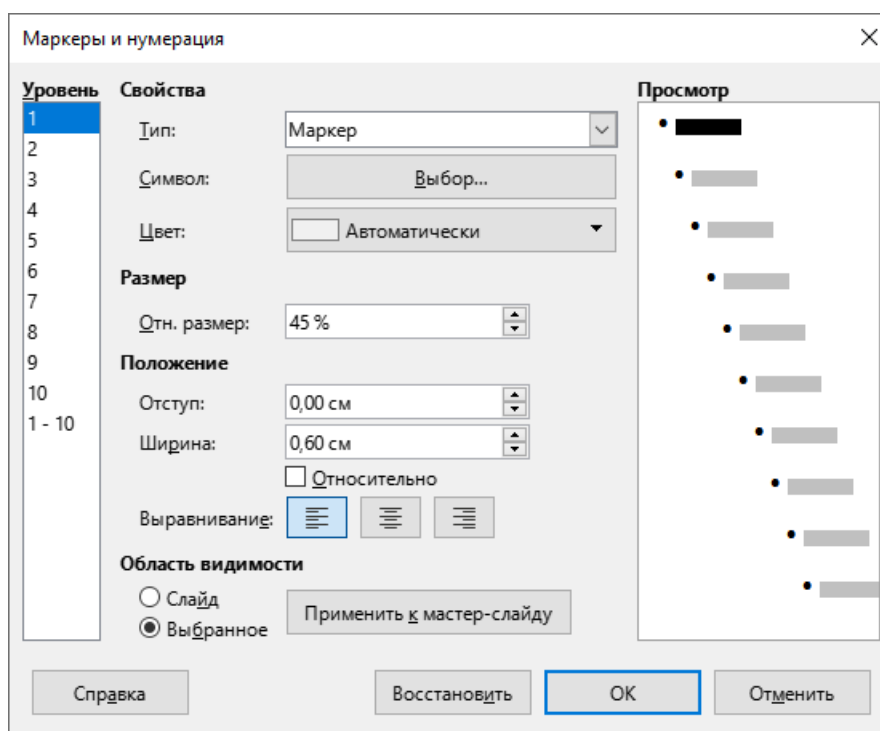 Маркеры и нумерация
Уровень
1
2
3
4
5
6
7
8
9
10
1 - 10
Свойства
Тип: Маркер
Символ: Выбор...
Цвет: Автоматически
Размер
Отн. размер: 45 %
Положение
Отступ: 0,00 см
Ширина: 0,60 см
Относительно
Выравнивание:
Область видимости
Слайд
Выбранное
Применить к мастер-слайду
Просмотр
Справка Восстановить ОК Отменить